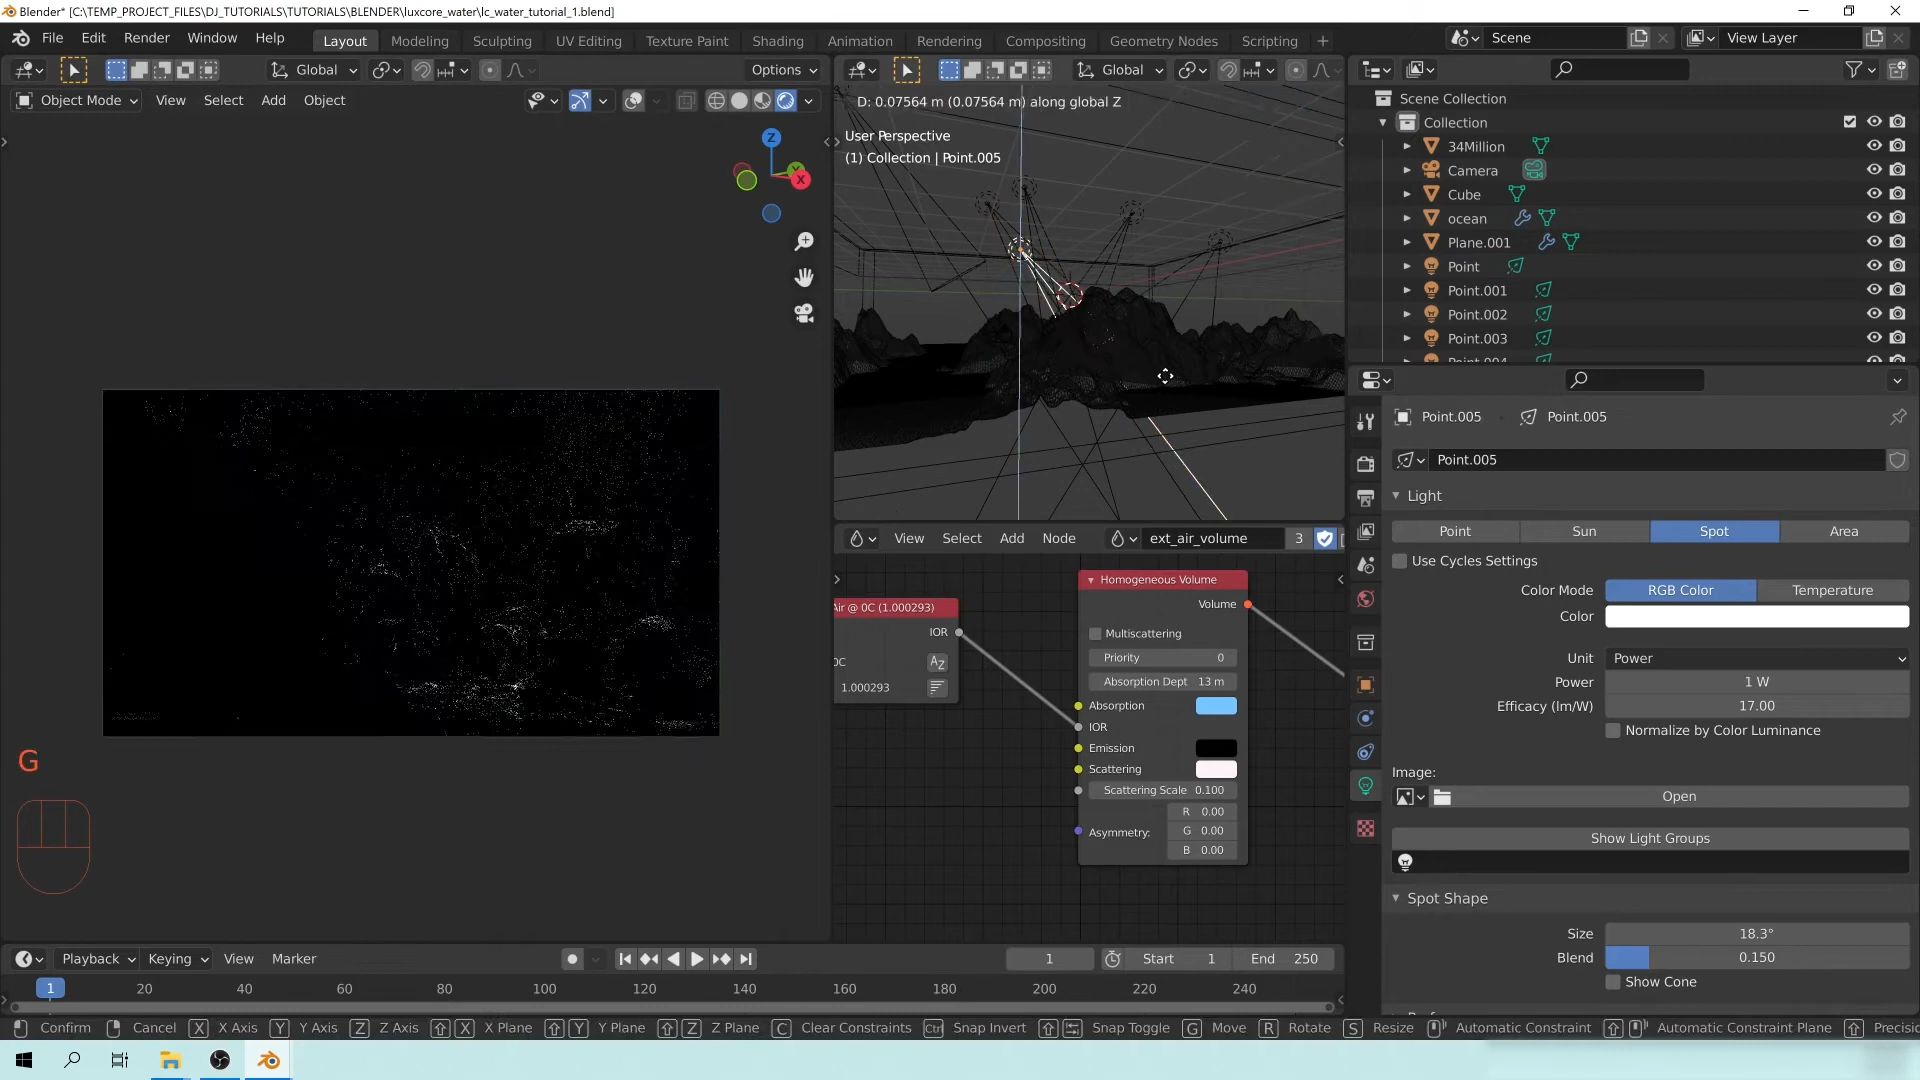 Blender* [C:\TEMP_PROJECT_FILES\DJ_TUTORIALS\TUTORIALS\BLENDER\luxcore_water\lc_water_tutorial_1.blend]
File Edit Render Window Help Layout Modeling Sculpting UV Editing Texture Paint Shading Animation Rendering Compositing Geometry Nodes Scripting + Scene View Layer
Global Options Global
Object Mode View Select Add Object
D: 0.07564 m (0.07564 m) along global Z
User Perspective
(1) Collection | Point.005
Z
X
G
Scene Collection
Collection
34Million
Camera
Cube
ocean
Plane.001
Point
Point.001
Point.002
Point.003
Point.004
View Select Add Node ext_air_volume 3
Air @ 0C (1.000293)
IOR
0C
1.000293
Homogeneous Volume
Volume
Multiscattering
Priority 0
Absorption Dept 13 m
Absorption
IOR
Emission
Scattering
Scattering Scale 0.100
R 0.00
Asymmetry: G 0.00
B 0.00
Point.005 Point.005
Point.005
Light
Point Sun Spot Area
Use Cycles Settings
Color Mode RGB Color Temperature
Color
Unit Power
Power 1 W
Efficacy (lm/W) 17.00
Normalize by Color Luminance
Image:
Open
Show Light Groups
Spot Shape
Size 18.3°
Blend 0.150
Show Cone
Playback Keying View Marker 1 Start 1 End 250
1 20 40 60 80 100 120 140 160 180 200 220 240
Confirm Cancel X X Axis Y Y Axis Z Z Axis X X Plane Y Y Plane Z Z Plane C Clear Constraints Ctrl Snap Invert Snap Toggle G Move R Rotate S Resize Automatic Constraint Automatic Constraint Plane